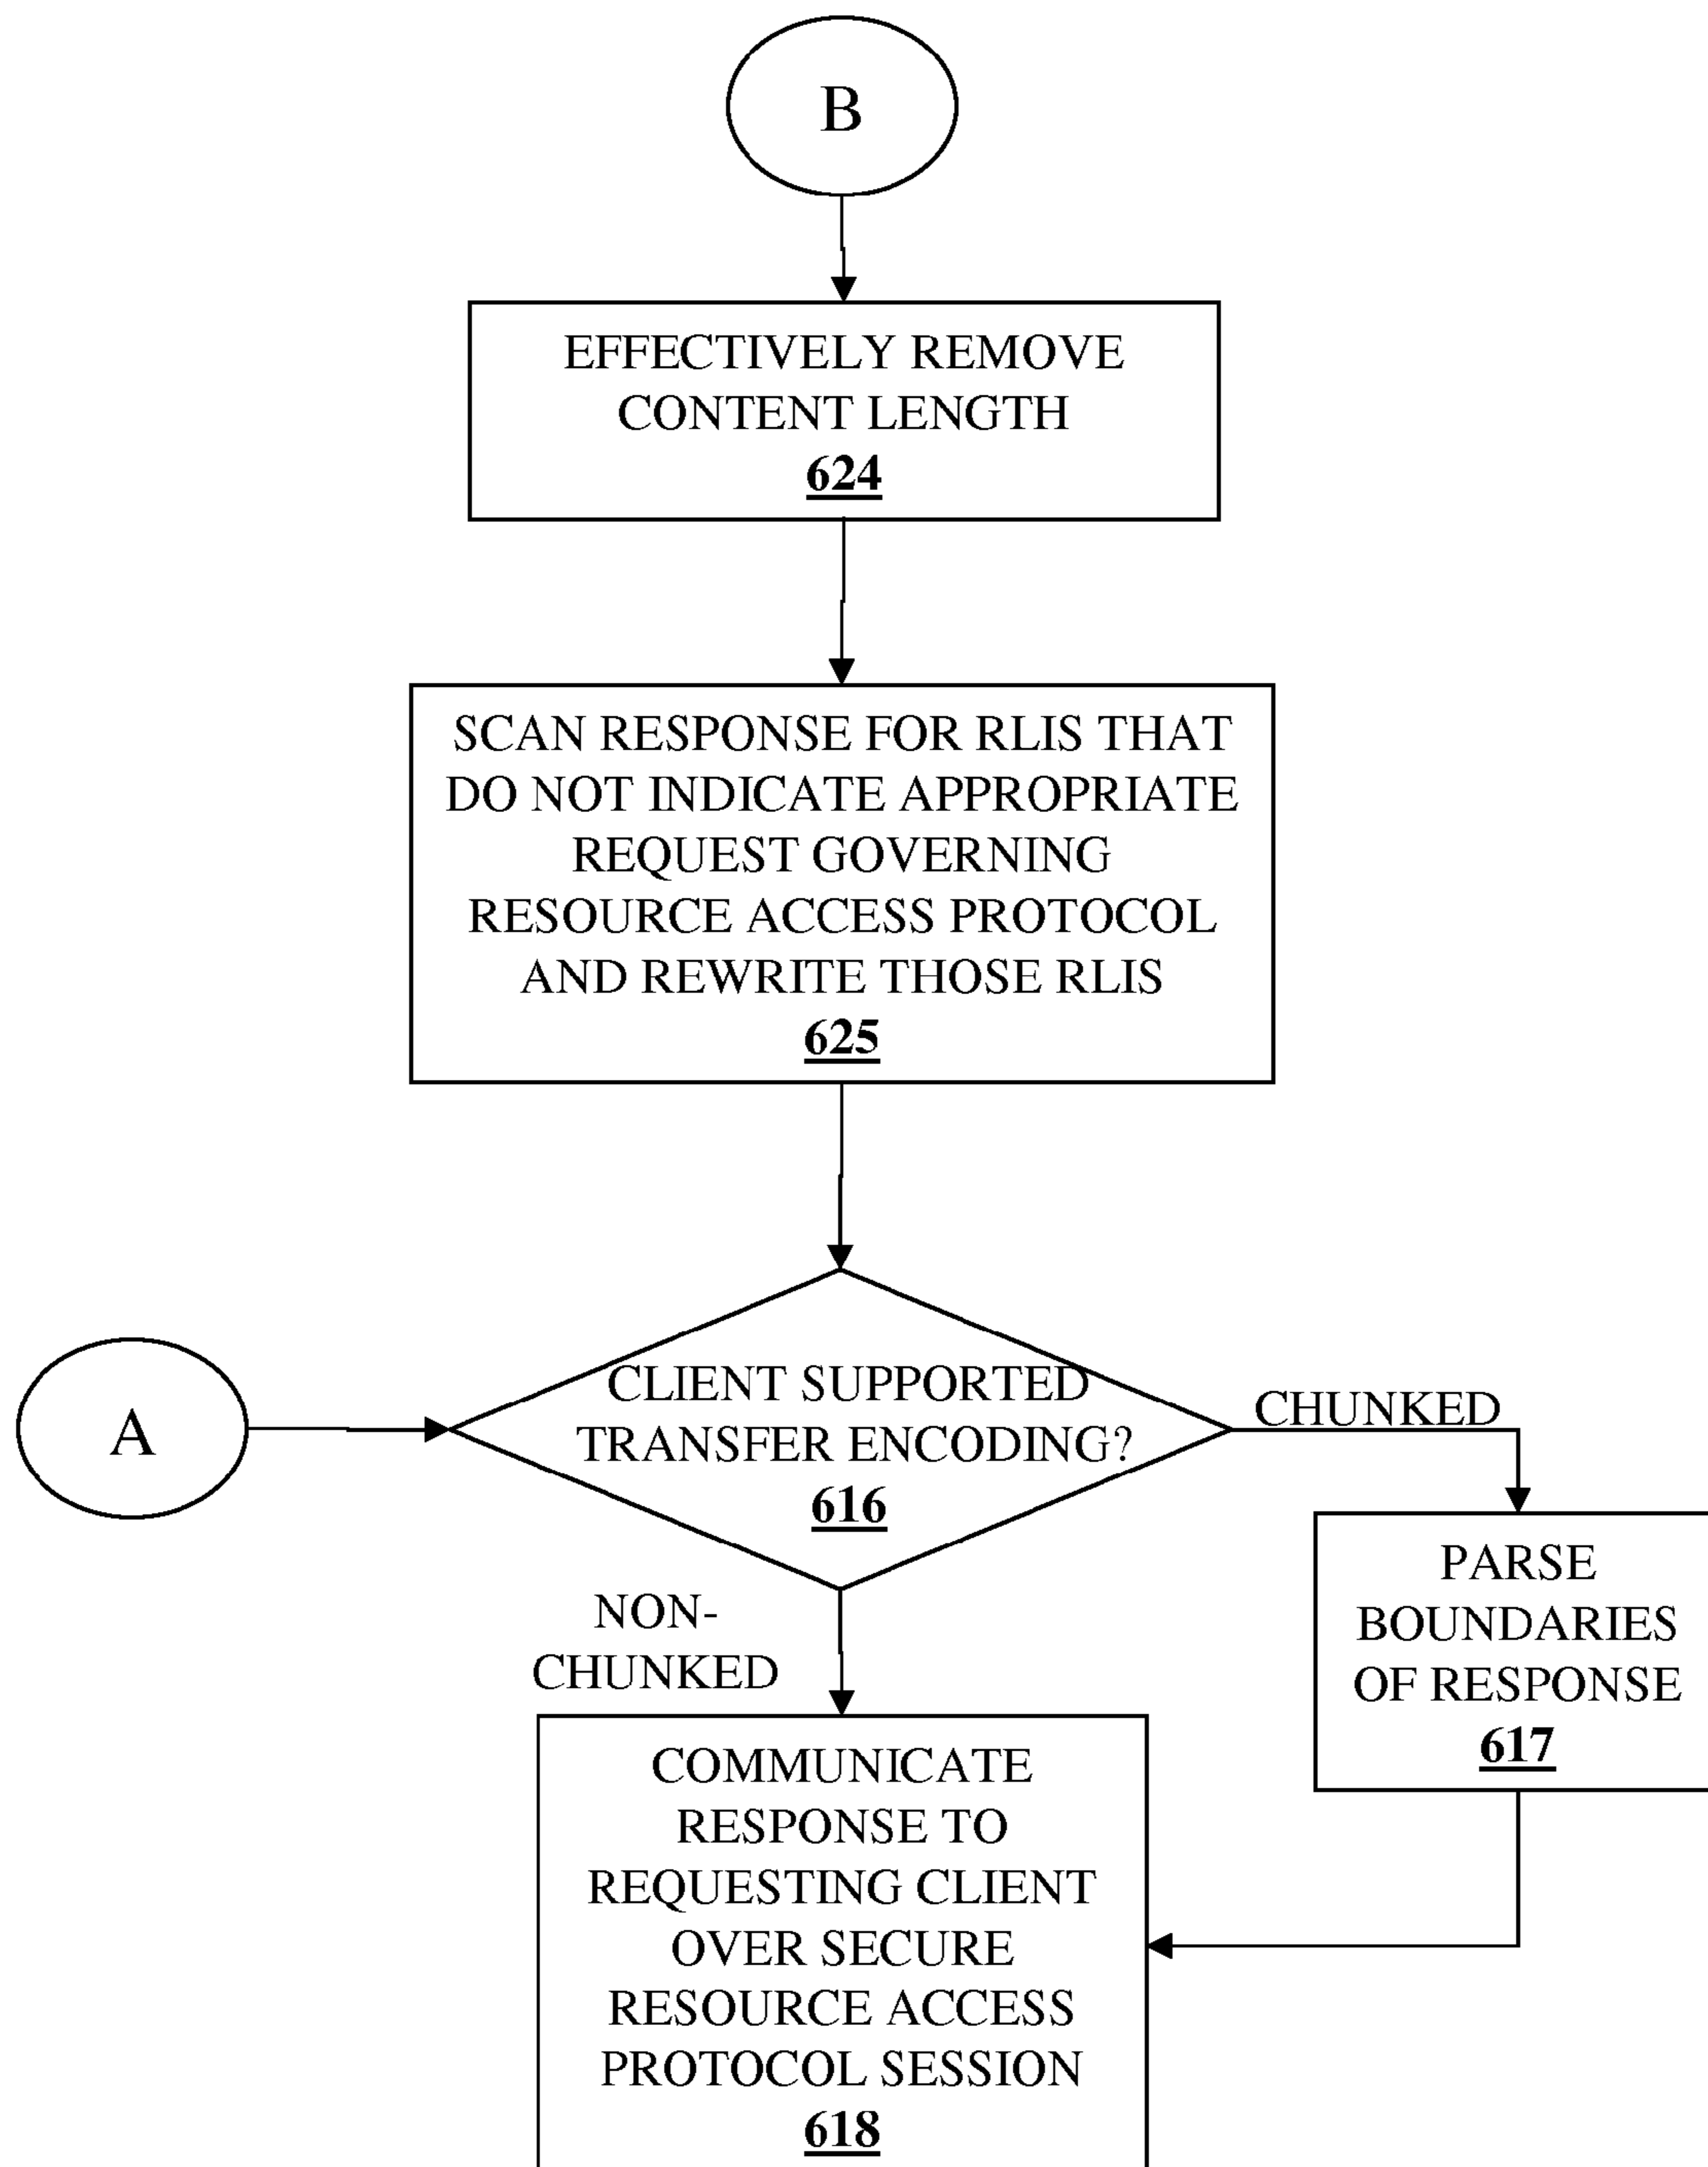 B
EFFECTIVELY REMOVE
CONTENT LENGTH
624
SCAN RESPONSE FOR RLIS THAT
DO NOT INDICATE APPROPRIATE
REQUEST GOVERNING
RESOURCE ACCESS PROTOCOL
AND REWRITE THOSE RLIS
625
A
CLIENT SUPPORTED
TRANSFER ENCODING?
616
CHUNKED
NON-
CHUNKED
PARSE
BOUNDARIES
OF RESPONSE
617
COMMUNICATE
RESPONSE TO
REQUESTING CLIENT
OVER SECURE
RESOURCE ACCESS
PROTOCOL SESSION
618